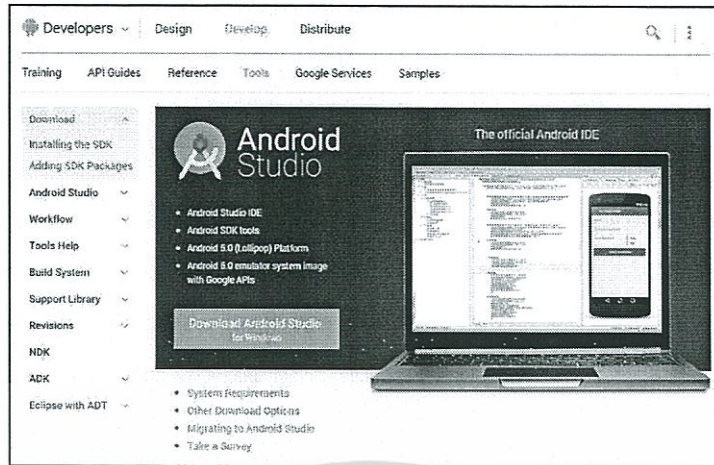 Developers Design Develop Distribute
Training API Guides Reference Tools Google Services Samples
Download
Installing the SDK
Adding SDK Packages
Android Studio
Workflow
Tools Help
Build System
Support Library
Revisions
NDK
ADK
Eclipse with ADT
Android
Studio
The official Android IDE
• Android Studio IDE
• Android SDK tools
• Android 5.0 (Lollipop) Platform
• Android 5.0 emulator system image
with Google APIs
Download Android Studio
for Windows
• System Requirements
• Other Download Options
• Migrating to Android Studio
• Take a Survey